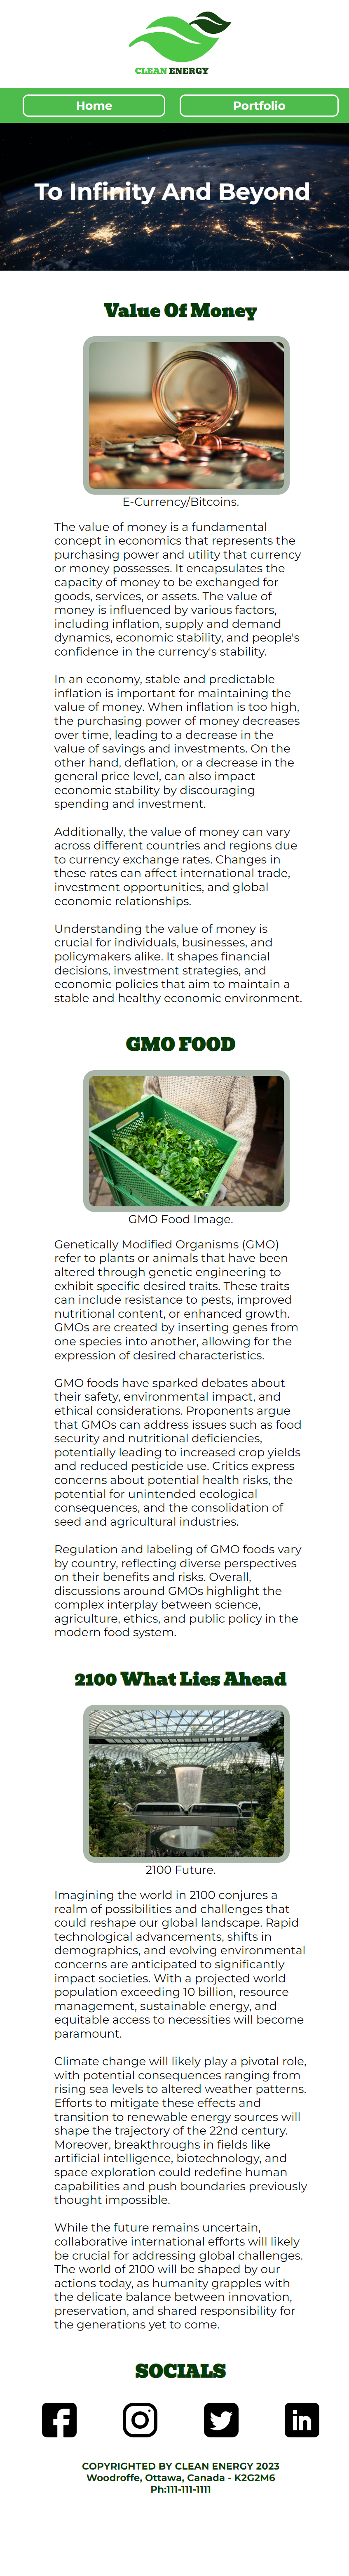 CLEAN ENERGY
Home
Portfolio
To Infinity And Beyond
Value Of Money
E-Currency/Bitcoins.
The value of money is a fundamental
concept in economics that represents the
purchasing power and utility that currency
or money possesses. It encapsulates the
capacity of money to be exchanged for
goods, services, or assets. The value of
money is influenced by various factors,
including inflation, supply and demand
dynamics, economic stability, and people's
confidence in the currency's stability.
In an economy, stable and predictable
inflation is important for maintaining the
value of money. When inflation is too high,
the purchasing power of money decreases
over time, leading to a decrease in the
value of savings and investments. On the
other hand, deflation, or a decrease in the
general price level, can also impact
economic stability by discouraging
spending and investment.
Additionally, the value of money can vary
across different countries and regions due
to currency exchange rates. Changes in
these rates can affect international trade,
investment opportunities, and global
economic relationships.
Understanding the value of money is
crucial for individuals, businesses, and
policymakers alike. It shapes financial
decisions, investment strategies, and
economic policies that aim to maintain a
stable and healthy economic environment.
GMO FOOD
GMO Food Image.
Genetically Modified Organisms (GMO)
refer to plants or animals that have been
altered through genetic engineering to
exhibit specific desired traits. These traits
can include resistance to pests, improved
nutritional content, or enhanced growth.
GMOs are created by inserting genes from
one species into another, allowing for the
expression of desired characteristics.
GMO foods have sparked debates about
their safety, environmental impact, and
ethical considerations. Proponents argue
that GMOs can address issues such as food
security and nutritional deficiencies,
potentially leading to increased crop yields
and reduced pesticide use. Critics express
concerns about potential health risks, the
potential for unintended ecological
consequences, and the consolidation of
seed and agricultural industries.
Regulation and labeling of GMO foods vary
by country, reflecting diverse perspectives
on their benefits and risks. Overall,
discussions around GMOs highlight the
complex interplay between science,
agriculture, ethics, and public policy in the
modern food system.
2100 What Lies Ahead
2100 Future.
Imagining the world in 2100 conjures a
realm of possibilities and challenges that
could reshape our global landscape. Rapid
technological advancements, shifts in
demographics, and evolving environmental
concerns are anticipated to significantly
impact societies. With a projected world
population exceeding 10 billion, resource
management, sustainable energy, and
equitable access to necessities will become
paramount.
Climate change will likely play a pivotal role,
with potential consequences ranging from
rising sea levels to altered weather patterns.
Efforts to mitigate these effects and
transition to renewable energy sources will
shape the trajectory of the 22nd century.
Moreover, breakthroughs in fields like
artificial intelligence, biotechnology, and
space exploration could redefine human
capabilities and push boundaries previously
thought impossible.
While the future remains uncertain,
collaborative international efforts will likely
be crucial for addressing global challenges.
The world of 2100 will be shaped by our
actions today, as humanity grapples with
the delicate balance between innovation,
preservation, and shared responsibility for
the generations yet to come.
SOCIALS
COPYRIGHTED BY CLEAN ENERGY 2023
Woodroffe, Ottawa, Canada - K2G2M6
Ph:111-111-1111